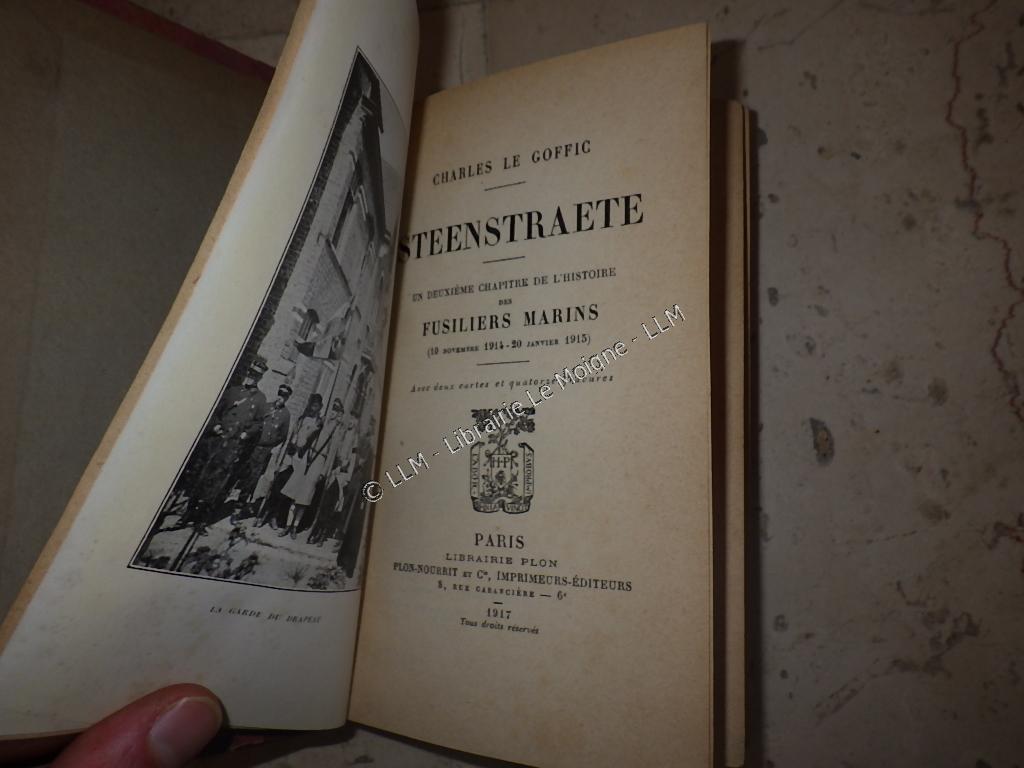 CHARLES LE GOFFIC
STEENSTRAETE
UN DEUXIÈME CHAPITRE DE L'HISTOIRE
DES
FUSILIERS MARINS
(10 NOVEMBRE 1914-20 JANVIER 1915)
Avec deux cartes et quatorze gravures
PARIS
LIBRAIRIE PLON
PLON-NOURRIT ET Cie, IMPRIMEURS-ÉDITEURS
8, RUE GARANCIÈRE — 6e
1917
Tous droits réservés
LA GARDE DU DRAPEAU
© LLM - Librairie Le Moigne - LLM